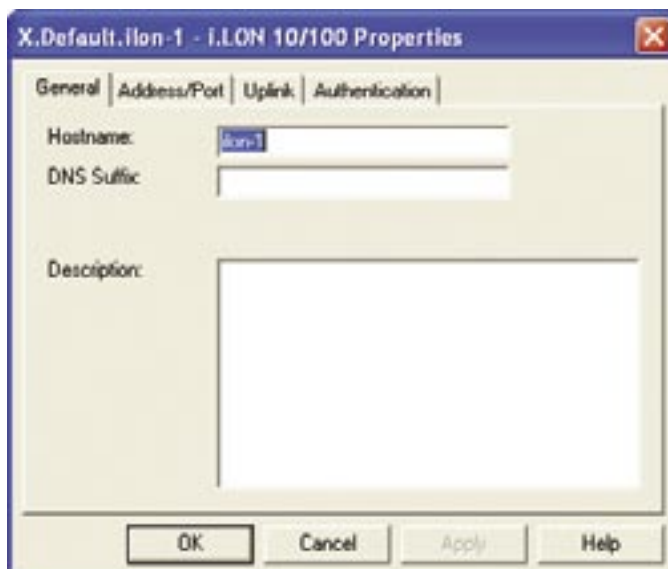 X.Default.ilon-1 - i.LON 10/100 Properties
General Address/Port Uplink Authentication
Hostname: ilon-1
DNS Suffix:
Description:
OK Cancel Apply Help